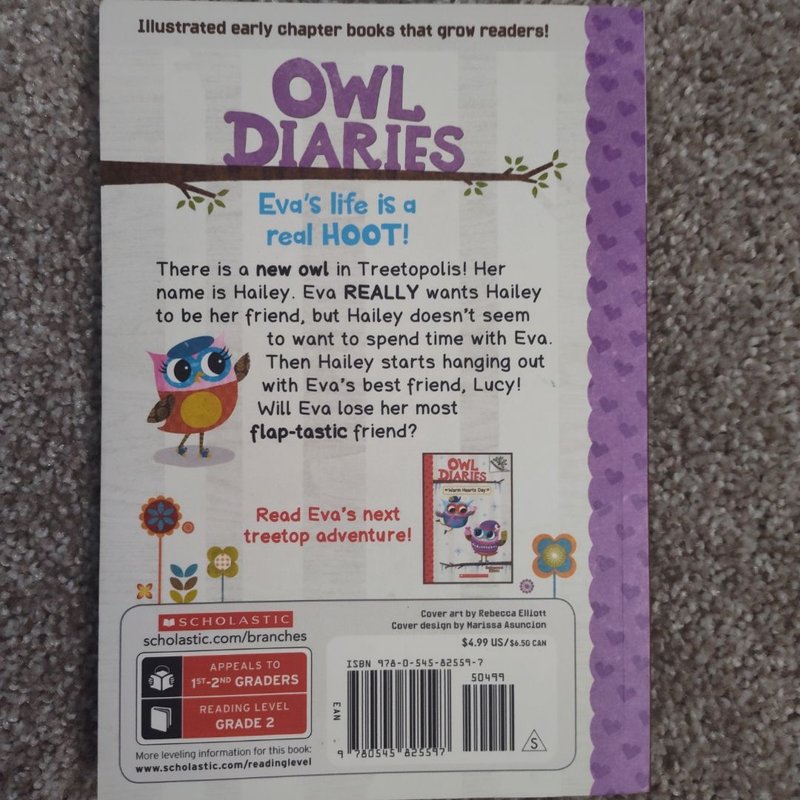 Illustrated early chapter books that grow readers!
OWL
DIARIES
Eva's life is a
real HOOT!
There is a new owl in Treetopolis! Her
name is Hailey. Eva REALLY wants Hailey
to be her friend, but Hailey doesn't seem
to want to spend time with Eva.
Then Hailey starts hanging out
with Eva's best friend, Lucy!
Will Eva lose her most
flap-tastic friend?
Read Eva's next
treetop adventure!
OWL
DIARIES
Warm Hearts Day
Rebecca
Elliott
SCHOLASTIC
scholastic.com/branches
APPEALS TO
1ST-2ND GRADERS
READING LEVEL
GRADE 2
More leveling information for this book:
www.scholastic.com/readinglevel
Cover art by Rebecca Elliott
Cover design by Marissa Asuncion
$4.99 US/$6.50 CAN
ISBN 978-0-545-82559-7
50499
EAN
9 780545 825597
S